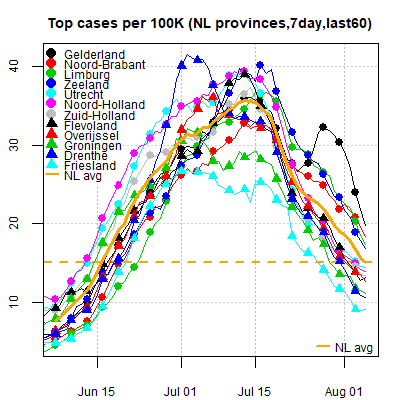 Top cases per 100K (NL provinces,7day,last60)
40
30
20
10
Gelderland
Noord-Brabant
Limburg
Zeeland
Utrecht
Noord-Holland
Zuid-Holland
Flevoland
Overijssel
Groningen
Drenthe
Friesland
NL avg
NL avg
Jun 15
Jul 01
Jul 15
Aug 01